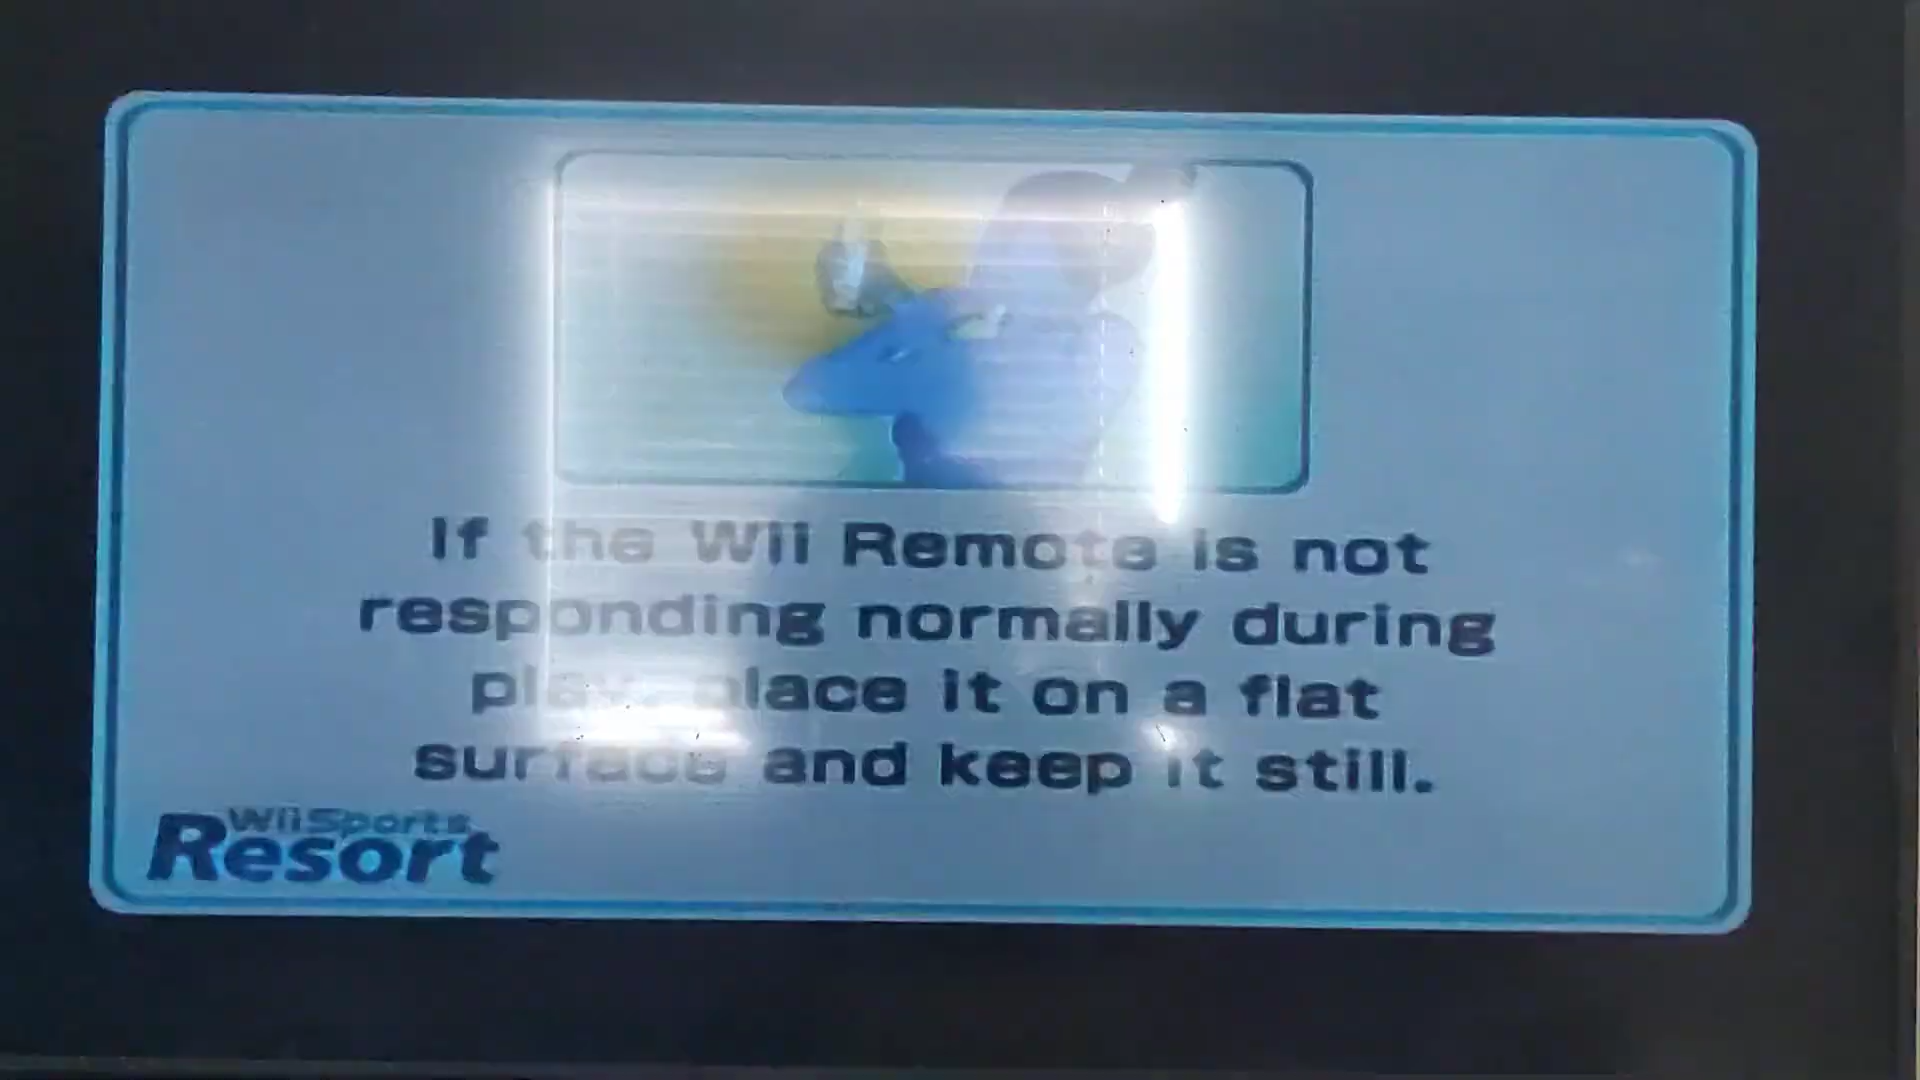 If the Wii Remote is not
responding normally during
play, place it on a flat
surface and keep it still.
Wii Sports
Resort